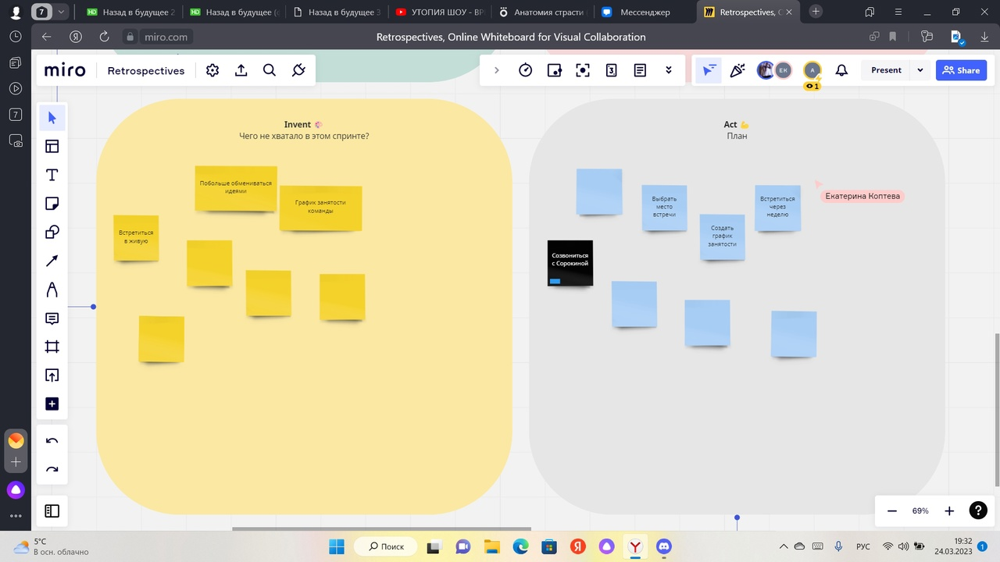 7
HD Назад в будущее 2
HD Назад в будущее (
Назад в будущее 3
УТОПИЯ ШОУ - ВР
Анатомия страсти
Мессенджер
Retrospectives, O
miro.com
Retrospectives, Online Whiteboard for Visual Collaboration
miro
Retrospectives
3
EK
A
1
Present
Share
7
Invent
Чего не хватало в этом спринте?
Побольше обмениваться
идеями
График занятости
команды
Встретиться
в живую
Act
План
Выбрать
место
встречи
Создать
график
занятости
Встретиться
через
неделю
Екатерина Коптева
Созвониться
с Сорокиной
69%
?
5°C
В осн. облачно
Поиск
РУС
19:32
24.03.2023
1